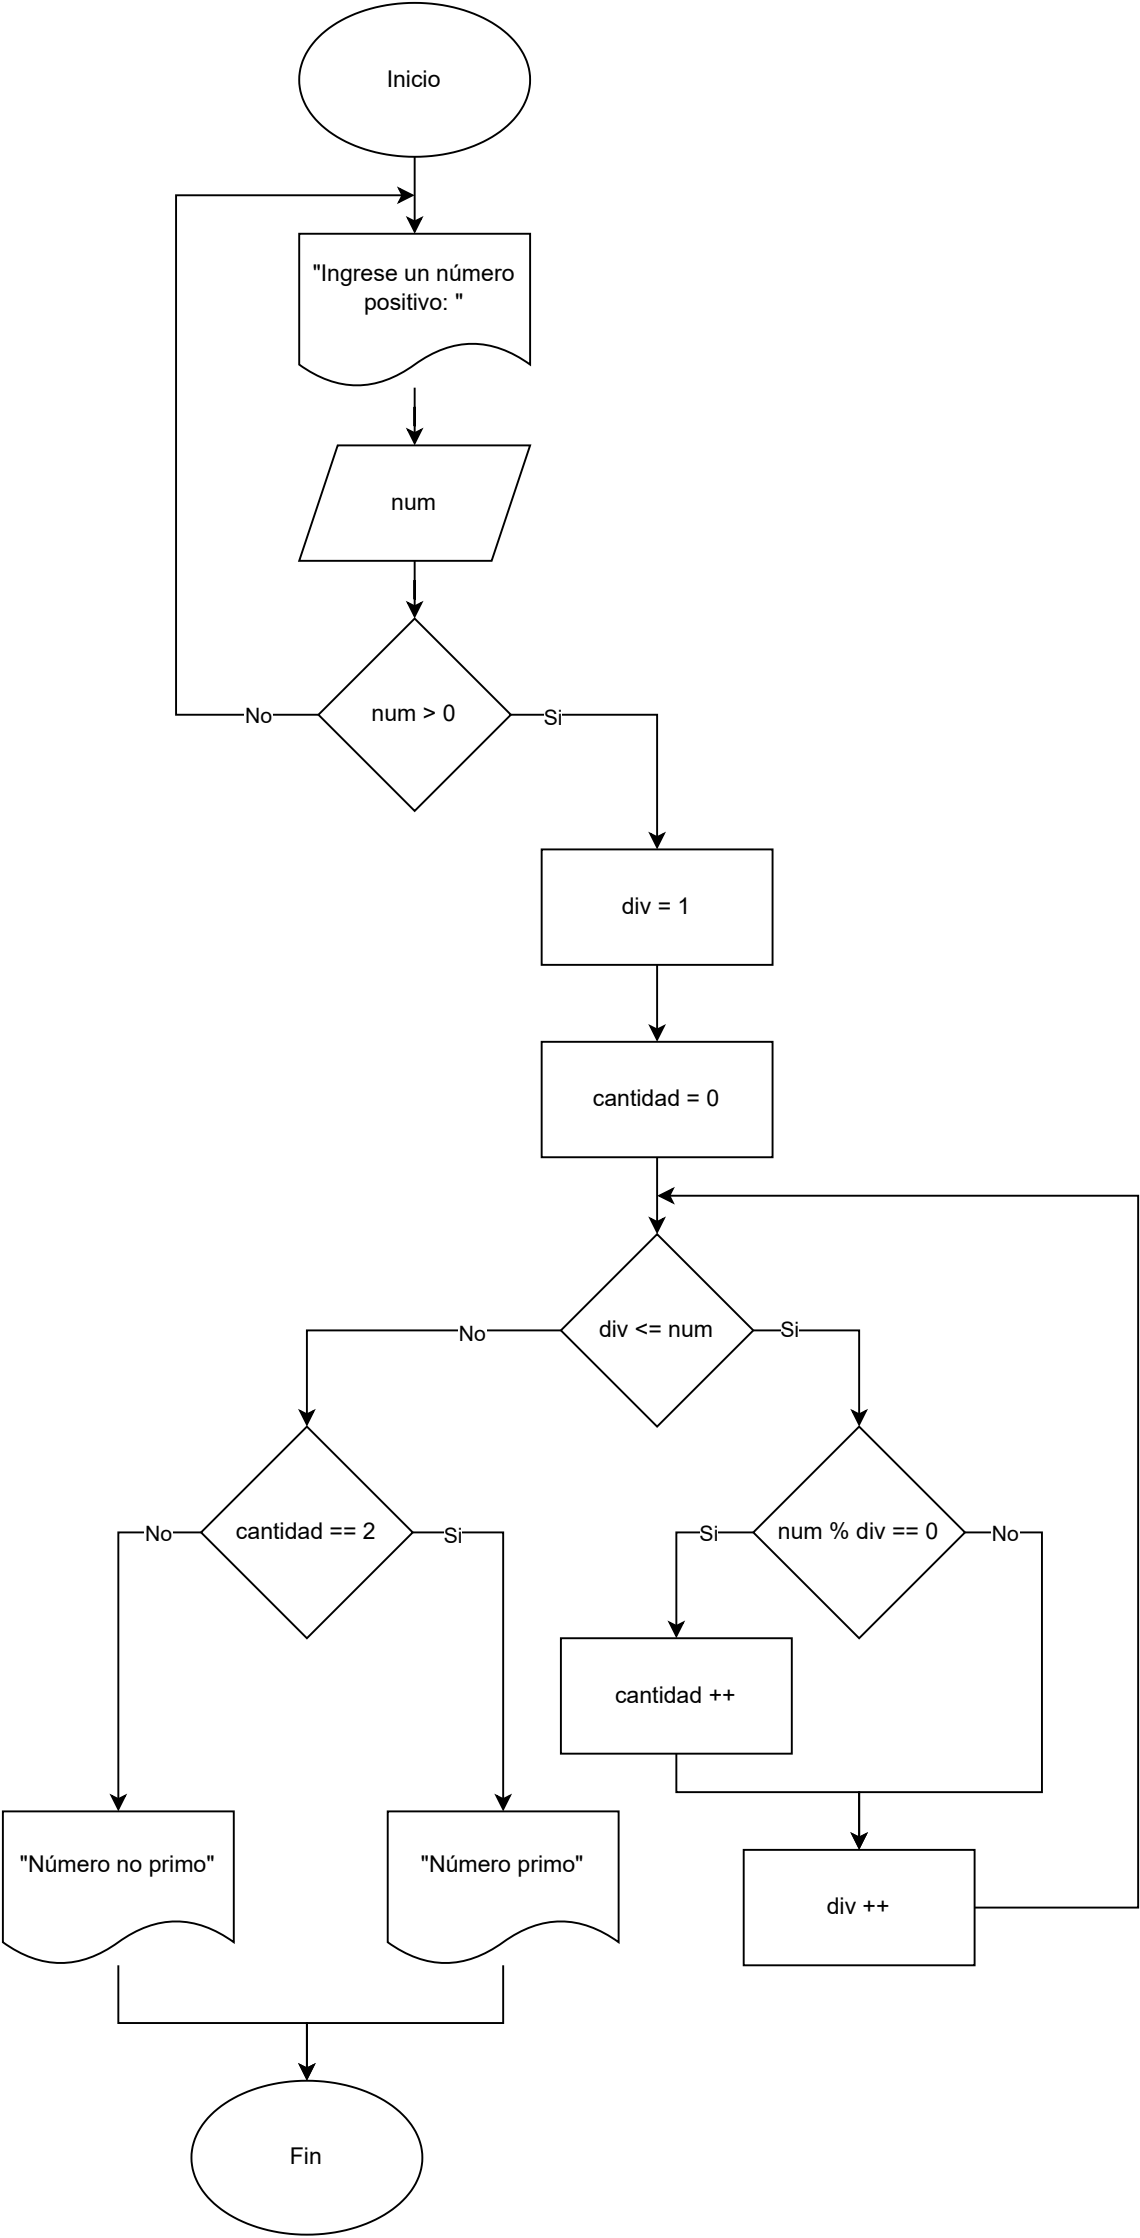 Inicio
"Ingrese un número
positivo: "
num
num > 0
No
Si
div = 1
cantidad = 0
div <= num
No
Si
cantidad == 2
No
Si
num % div == 0
Si
No
cantidad ++
"Número no primo"
"Número primo"
div ++
Fin